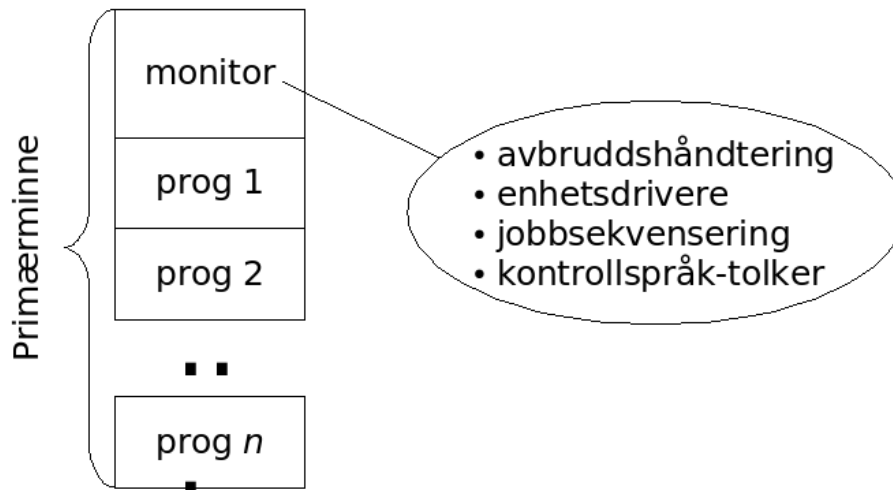 Primærminne
monitor
prog 1
prog 2
prog n
• avbruddshåndtering
• enhetsdrivere
• jobbsekvensering
• kontrollspråk-tolker